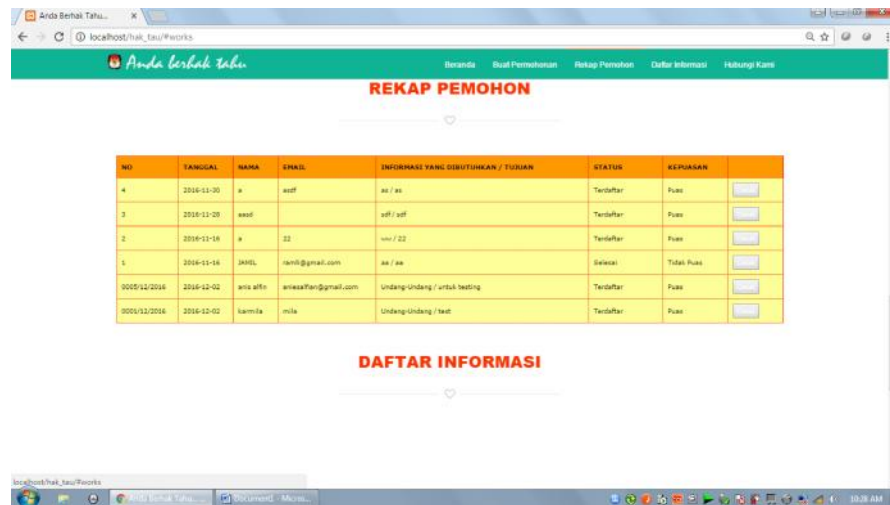 Anda Berhak Tahu...
localhost/hak_tau/#works
Anda berhak tahu
Beranda Buat Permohonan Rekap Pemohon Daftar Informasi Hubungi Kami
REKAP PEMOHON
NO TANGGAL NAMA EMAIL INFORMASI YANG DIBUTUHKAN / TUJUAN STATUS KEPUASAN
4 2016-11-30 a asdf as / as Terdaftar Puas
3 2016-11-28 sdf / sdf Terdaftar Puas
2 2016-11-16 a 22 / 22 Terdaftar Puas
1 2016-11-16 JAMIL ramli@gmail.com aa / aa Selesai Tidak Puas
0005/12/2016 2016-12-02 anis alfin aniesalfian@gmail.com Undang-Undang / untuk testing Terdaftar Puas
0001/12/2016 2016-12-02 karmila mila Undang-Undang / test Terdaftar Puas
DAFTAR INFORMASI
localhost/hak_tau/#works
Anda Berhak Tahu... Document1 - Micros...
10:28 AM